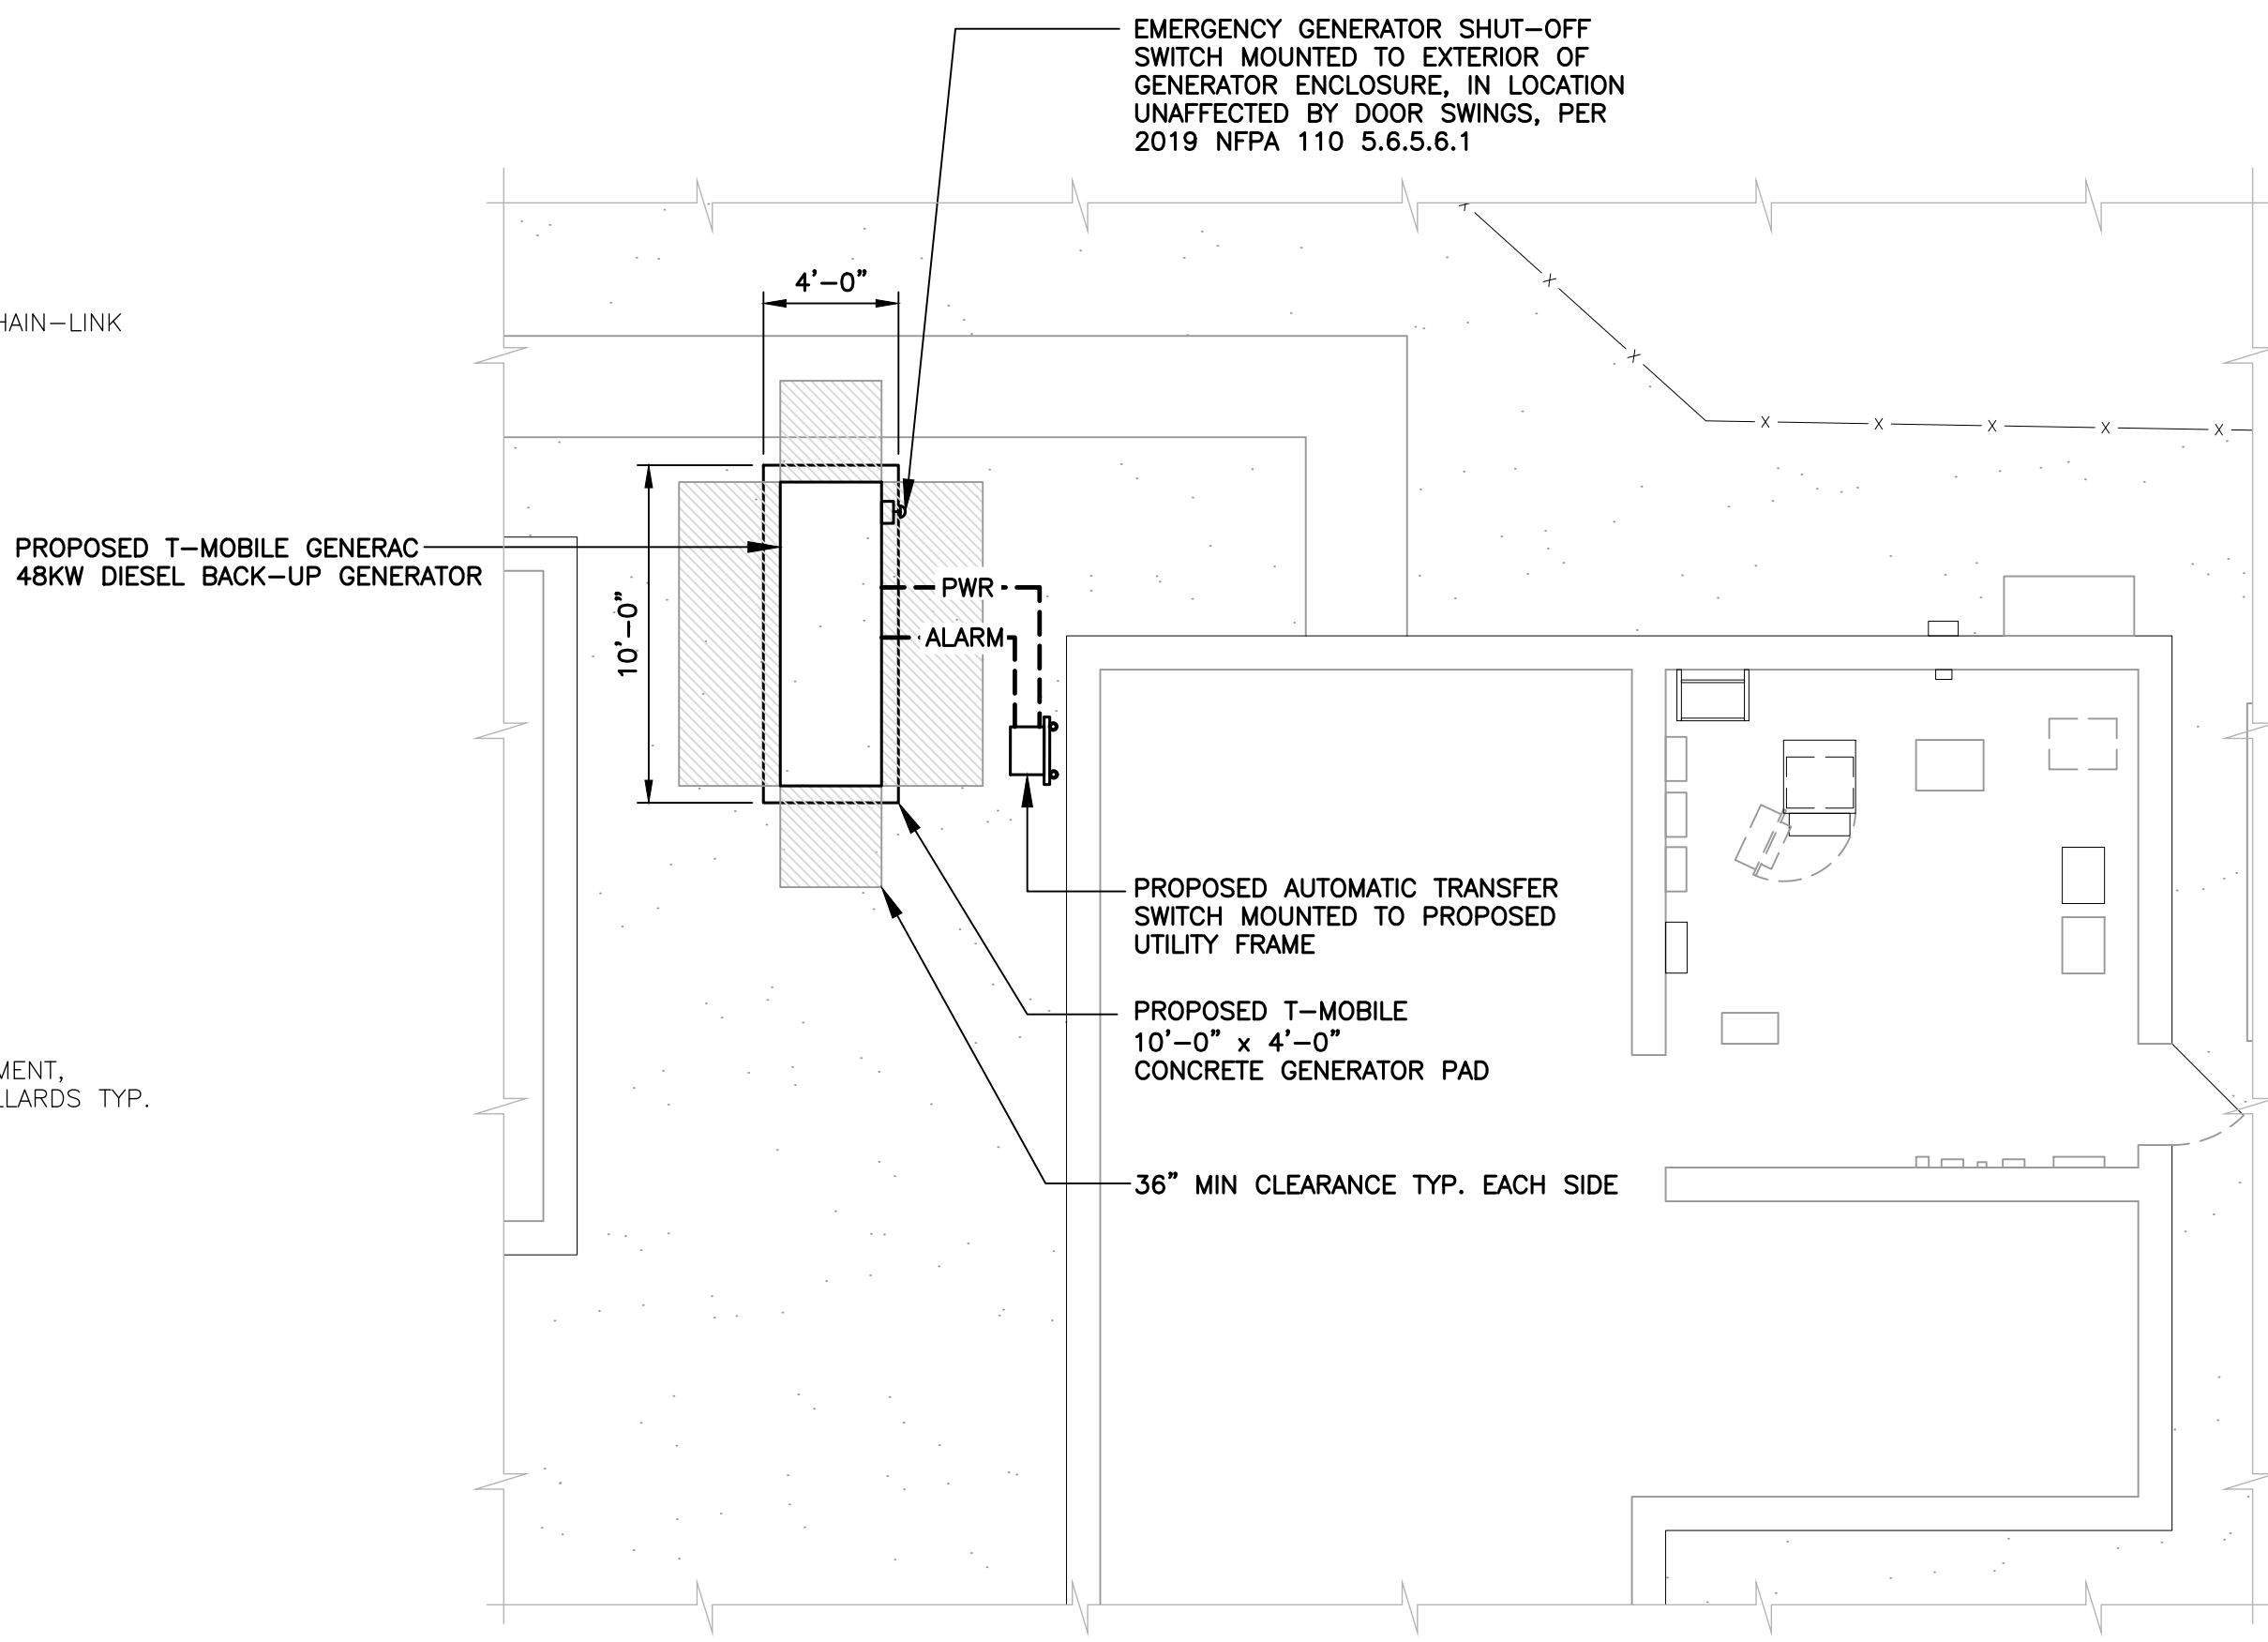 EMERGENCY GENERATOR SHUT-OFF
SWITCH MOUNTED TO EXTERIOR OF
GENERATOR ENCLOSURE, IN LOCATION
UNAFFECTED BY DOOR SWINGS, PER
2019 NFPA 110 5.6.5.6.1
4'-0"
HAIN-LINK
PROPOSED T-MOBILE GENERAC
48KW DIESEL BACK-UP GENERATOR
10'-0"
PWR
ALARM
PROPOSED AUTOMATIC TRANSFER
SWITCH MOUNTED TO PROPOSED
UTILITY FRAME
PROPOSED T-MOBILE
10'-0" x 4'-0"
CONCRETE GENERATOR PAD
MENT,
LLARDS TYP.
36" MIN CLEARANCE TYP. EACH SIDE